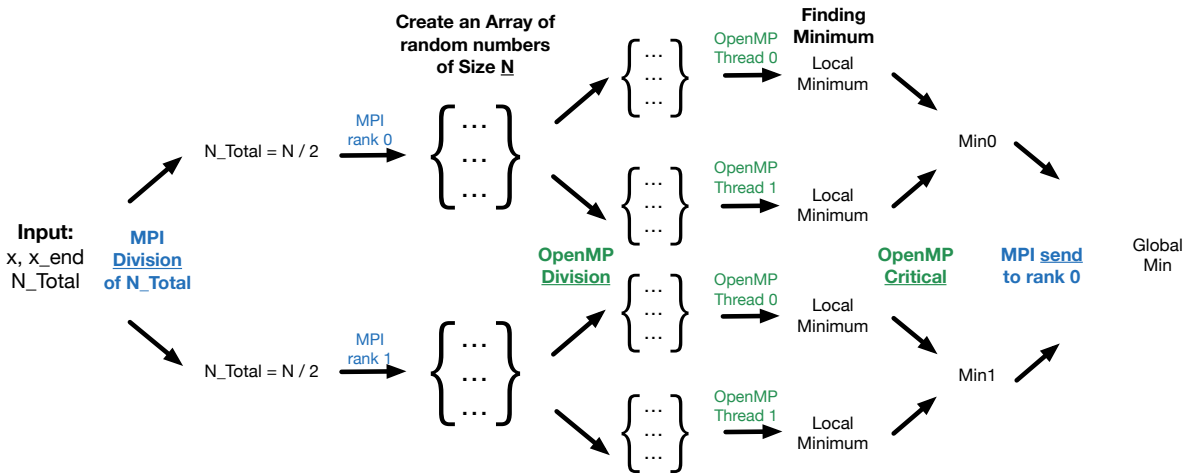 Create an Array of
random numbers
of Size N
{ ...
...
... }
{ ...
...
... }
OpenMP
Thread 0
Finding
Minimum
Local
Minimum
N_Total = N / 2
MPI
rank 0
{ ...
...
... }
OpenMP
Thread 1
Local
Minimum
Min0
Input:
x, x_end
N_Total
MPI
Division
of N_Total
OpenMP
Division
OpenMP
Critical
MPI send
to rank 0
Global
Min
N_Total = N / 2
MPI
rank 1
{ ...
...
... }
{ ...
...
... }
OpenMP
Thread 0
Local
Minimum
{ ...
...
... }
OpenMP
Thread 1
Local
Minimum
Min1